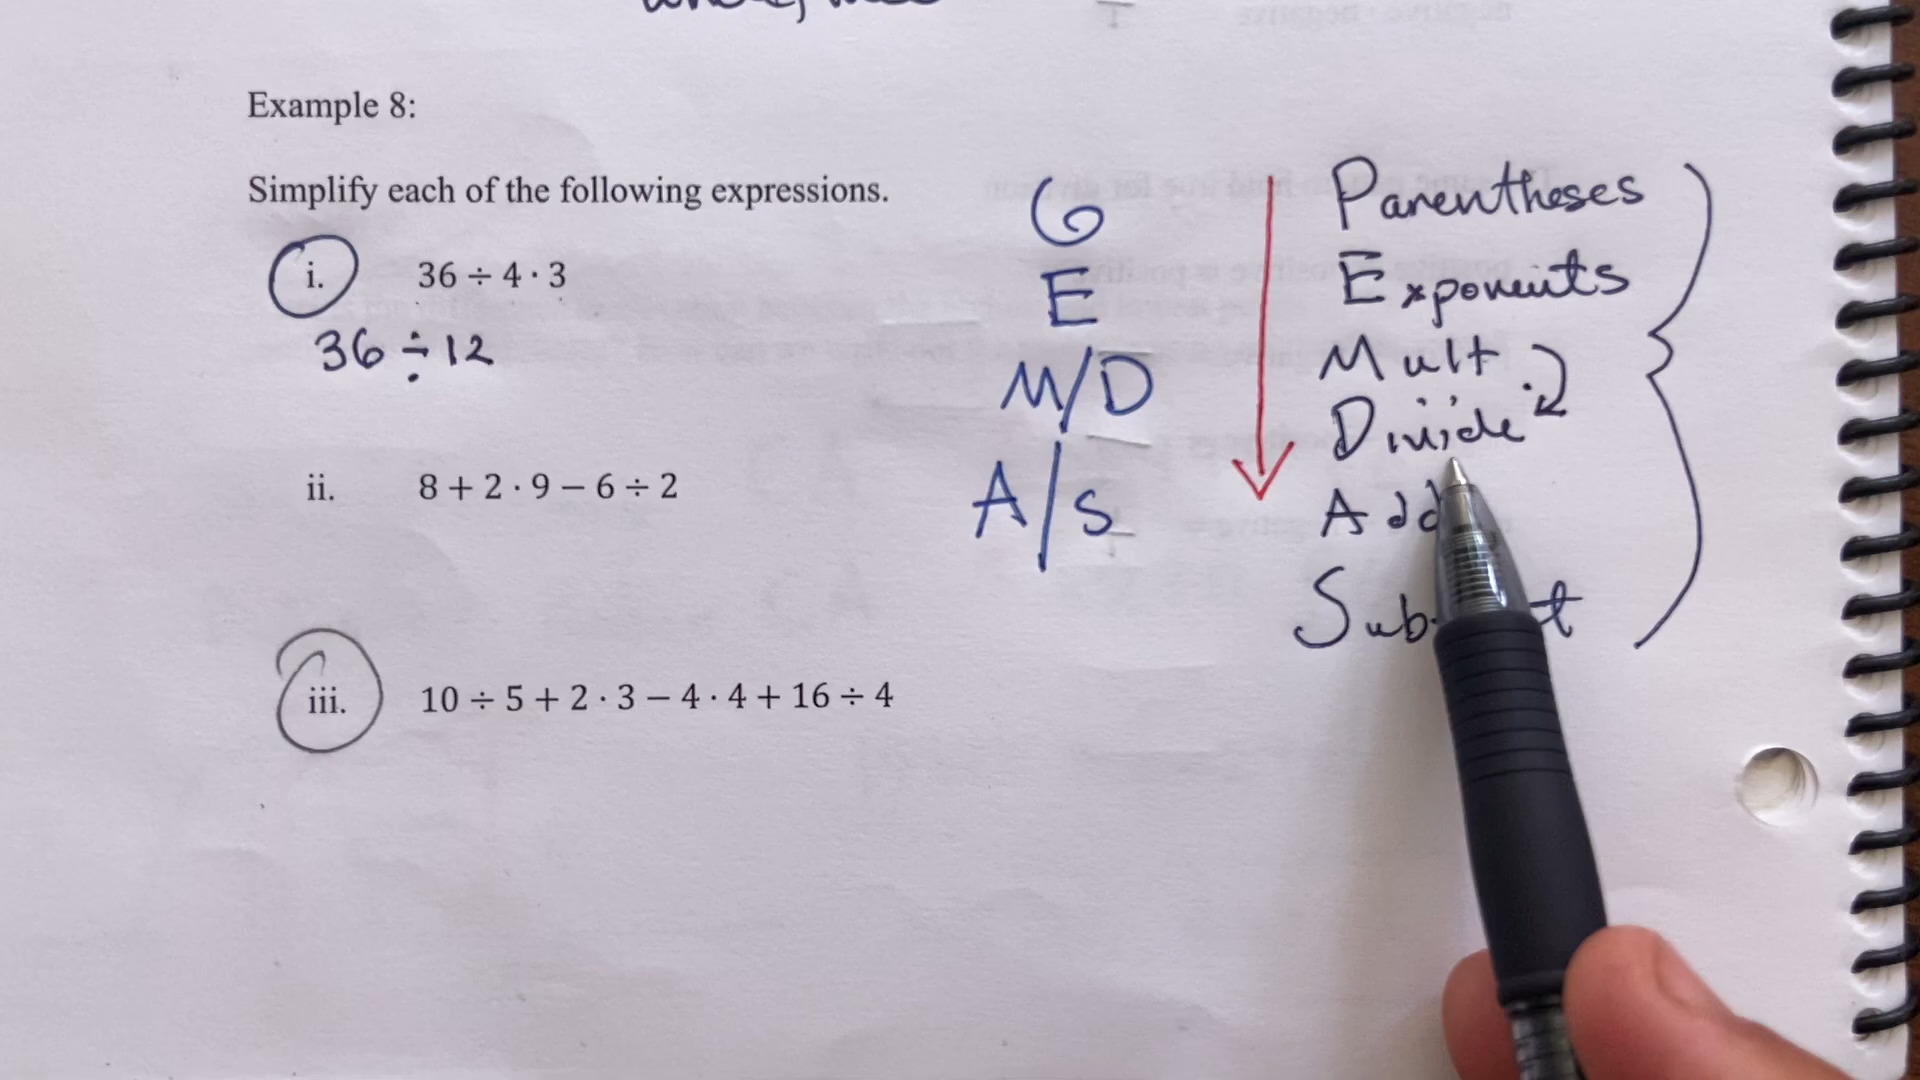 Example 8:
Simplify each of the following expressions.
i. 36 ÷ 4 · 3
36 ÷ 12
ii. 8 + 2 · 9 − 6 ÷ 2
iii. 10 ÷ 5 + 2 · 3 − 4 · 4 + 16 ÷ 4
G
E
M/D
A/S
Parentheses
Exponents
Mult
Divide
Add